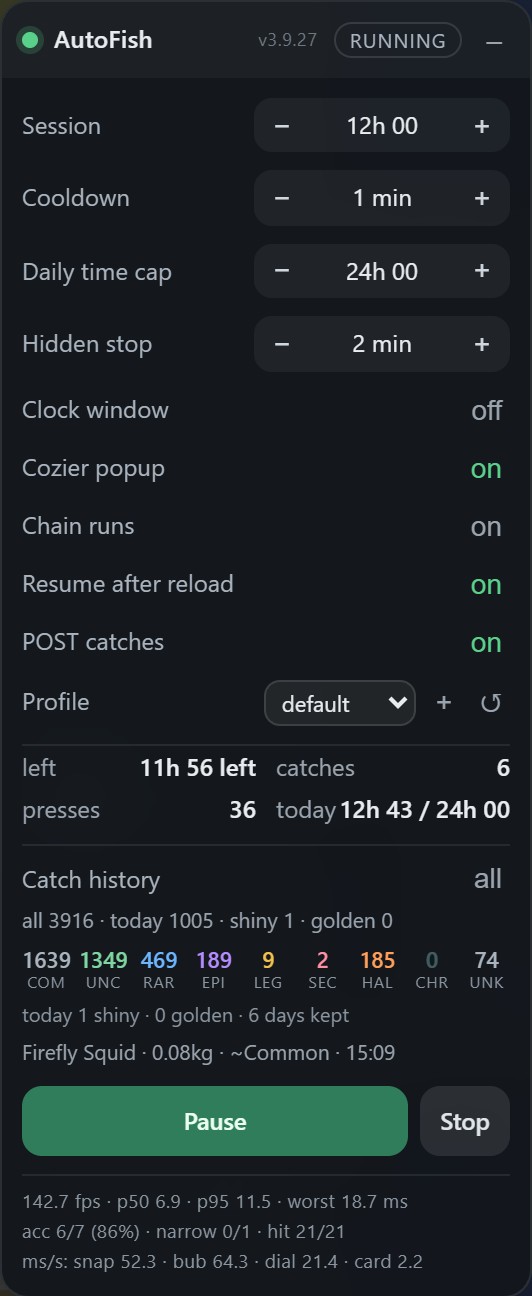 AutoFish v3.9.27 RUNNING –
Session − 12h 00 +
Cooldown − 1 min +
Daily time cap − 24h 00 +
Hidden stop − 2 min +
Clock window off
Cozier popup on
Chain runs on
Resume after reload on
POST catches on
Profile default + ↺
left 11h 56 left catches 6
presses 36 today 12h 43 / 24h 00
Catch history all
all 3916 · today 1005 · shiny 1 · golden 0
1639 1349 469 189 9 2 185 0 74
COM UNC RAR EPI LEG SEC HAL CHR UNK
today 1 shiny · 0 golden · 6 days kept
Firefly Squid · 0.08kg · ~Common · 15:09
Pause Stop
142.7 fps · p50 6.9 · p95 11.5 · worst 18.7 ms
acc 6/7 (86%) · narrow 0/1 · hit 21/21
ms/s: snap 52.3 · bub 64.3 · dial 21.4 · card 2.2